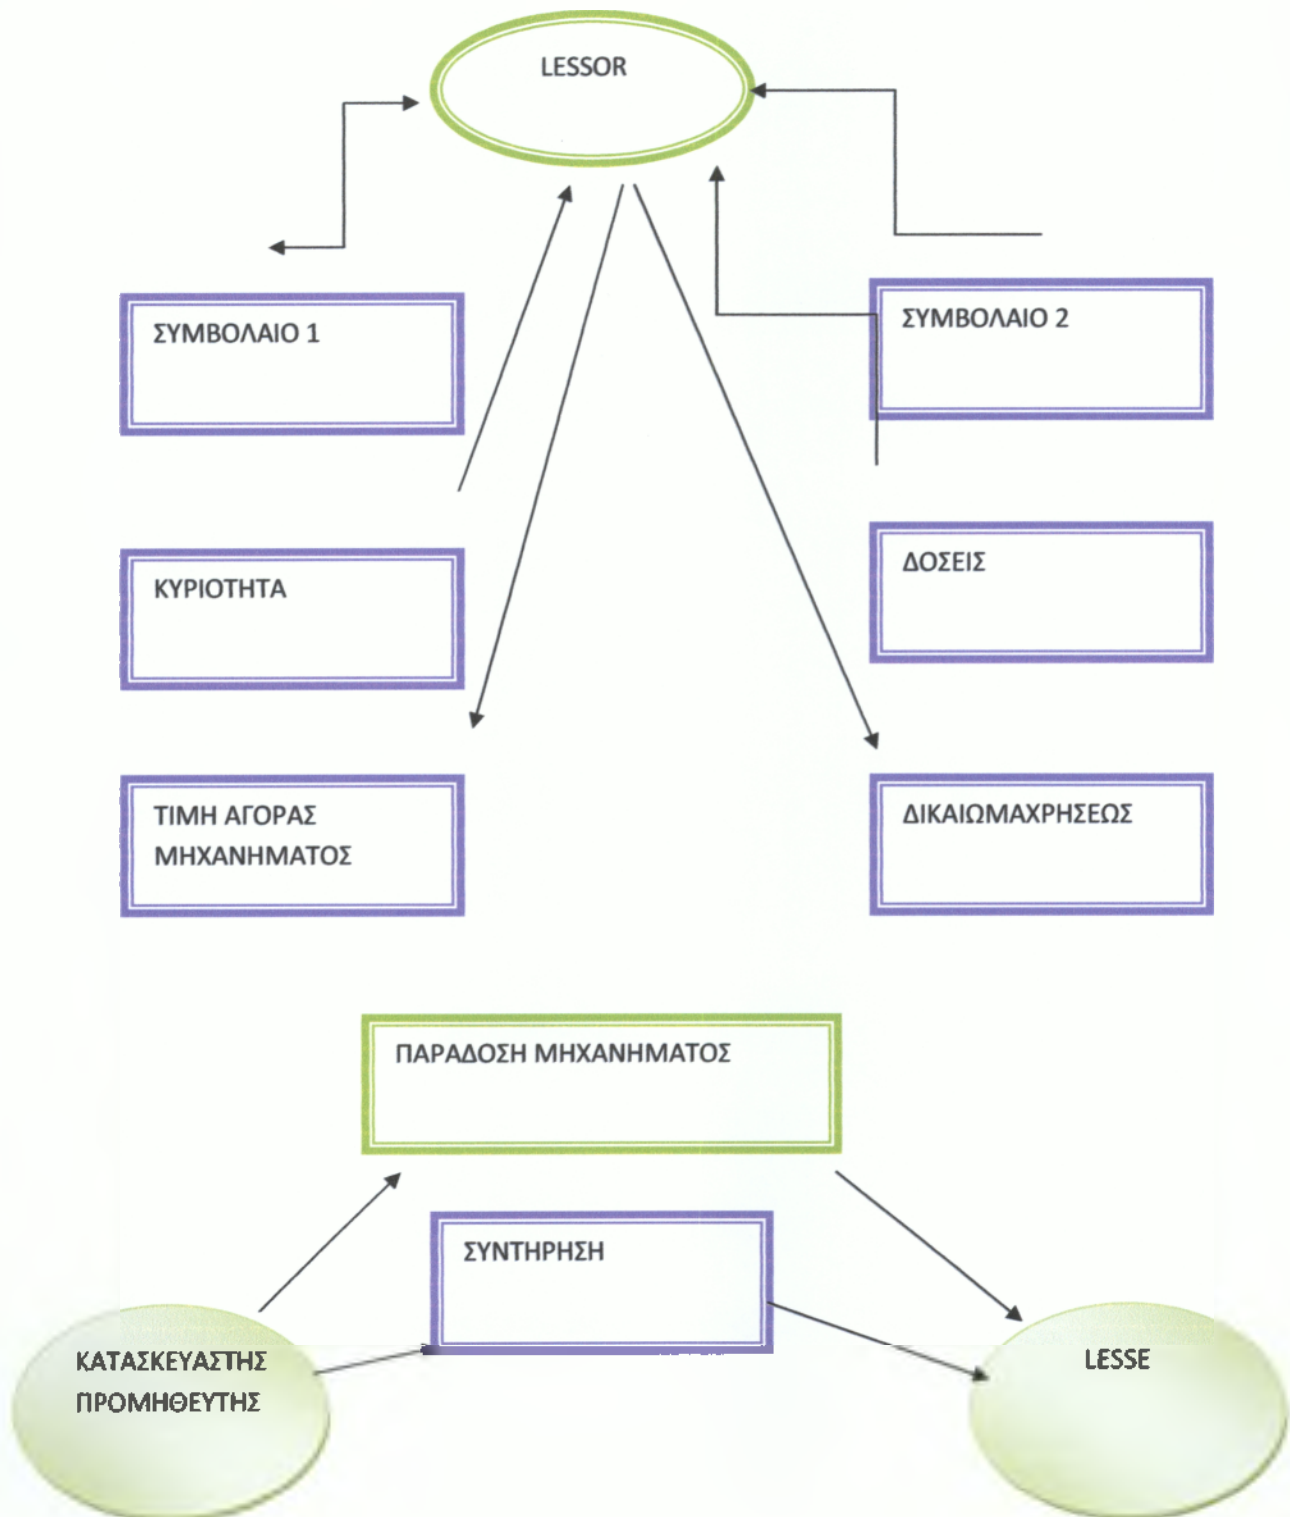 LESSOR
ΣΥΜΒΟΛΑΙΟ 1
ΣΥΜΒΟΛΑΙΟ 2
ΚΥΡΙΟΤΗΤΑ
ΔΟΣΕΙΣ
ΤΙΜΗ ΑΓΟΡΑΣ
ΜΗΧΑΝΗΜΑΤΟΣ
ΔΙΚΑΙΩΜΑΧΡΗΣΕΩΣ
ΠΑΡΑΔΟΣΗ ΜΗΧΑΝΗΜΑΤΟΣ
ΣΥΝΤΗΡΗΣΗ
ΚΑΤΑΣΚΕΥΑΣΤΗΣ
ΠΡΟΜΗΘΕΥΤΗΣ
LESSE